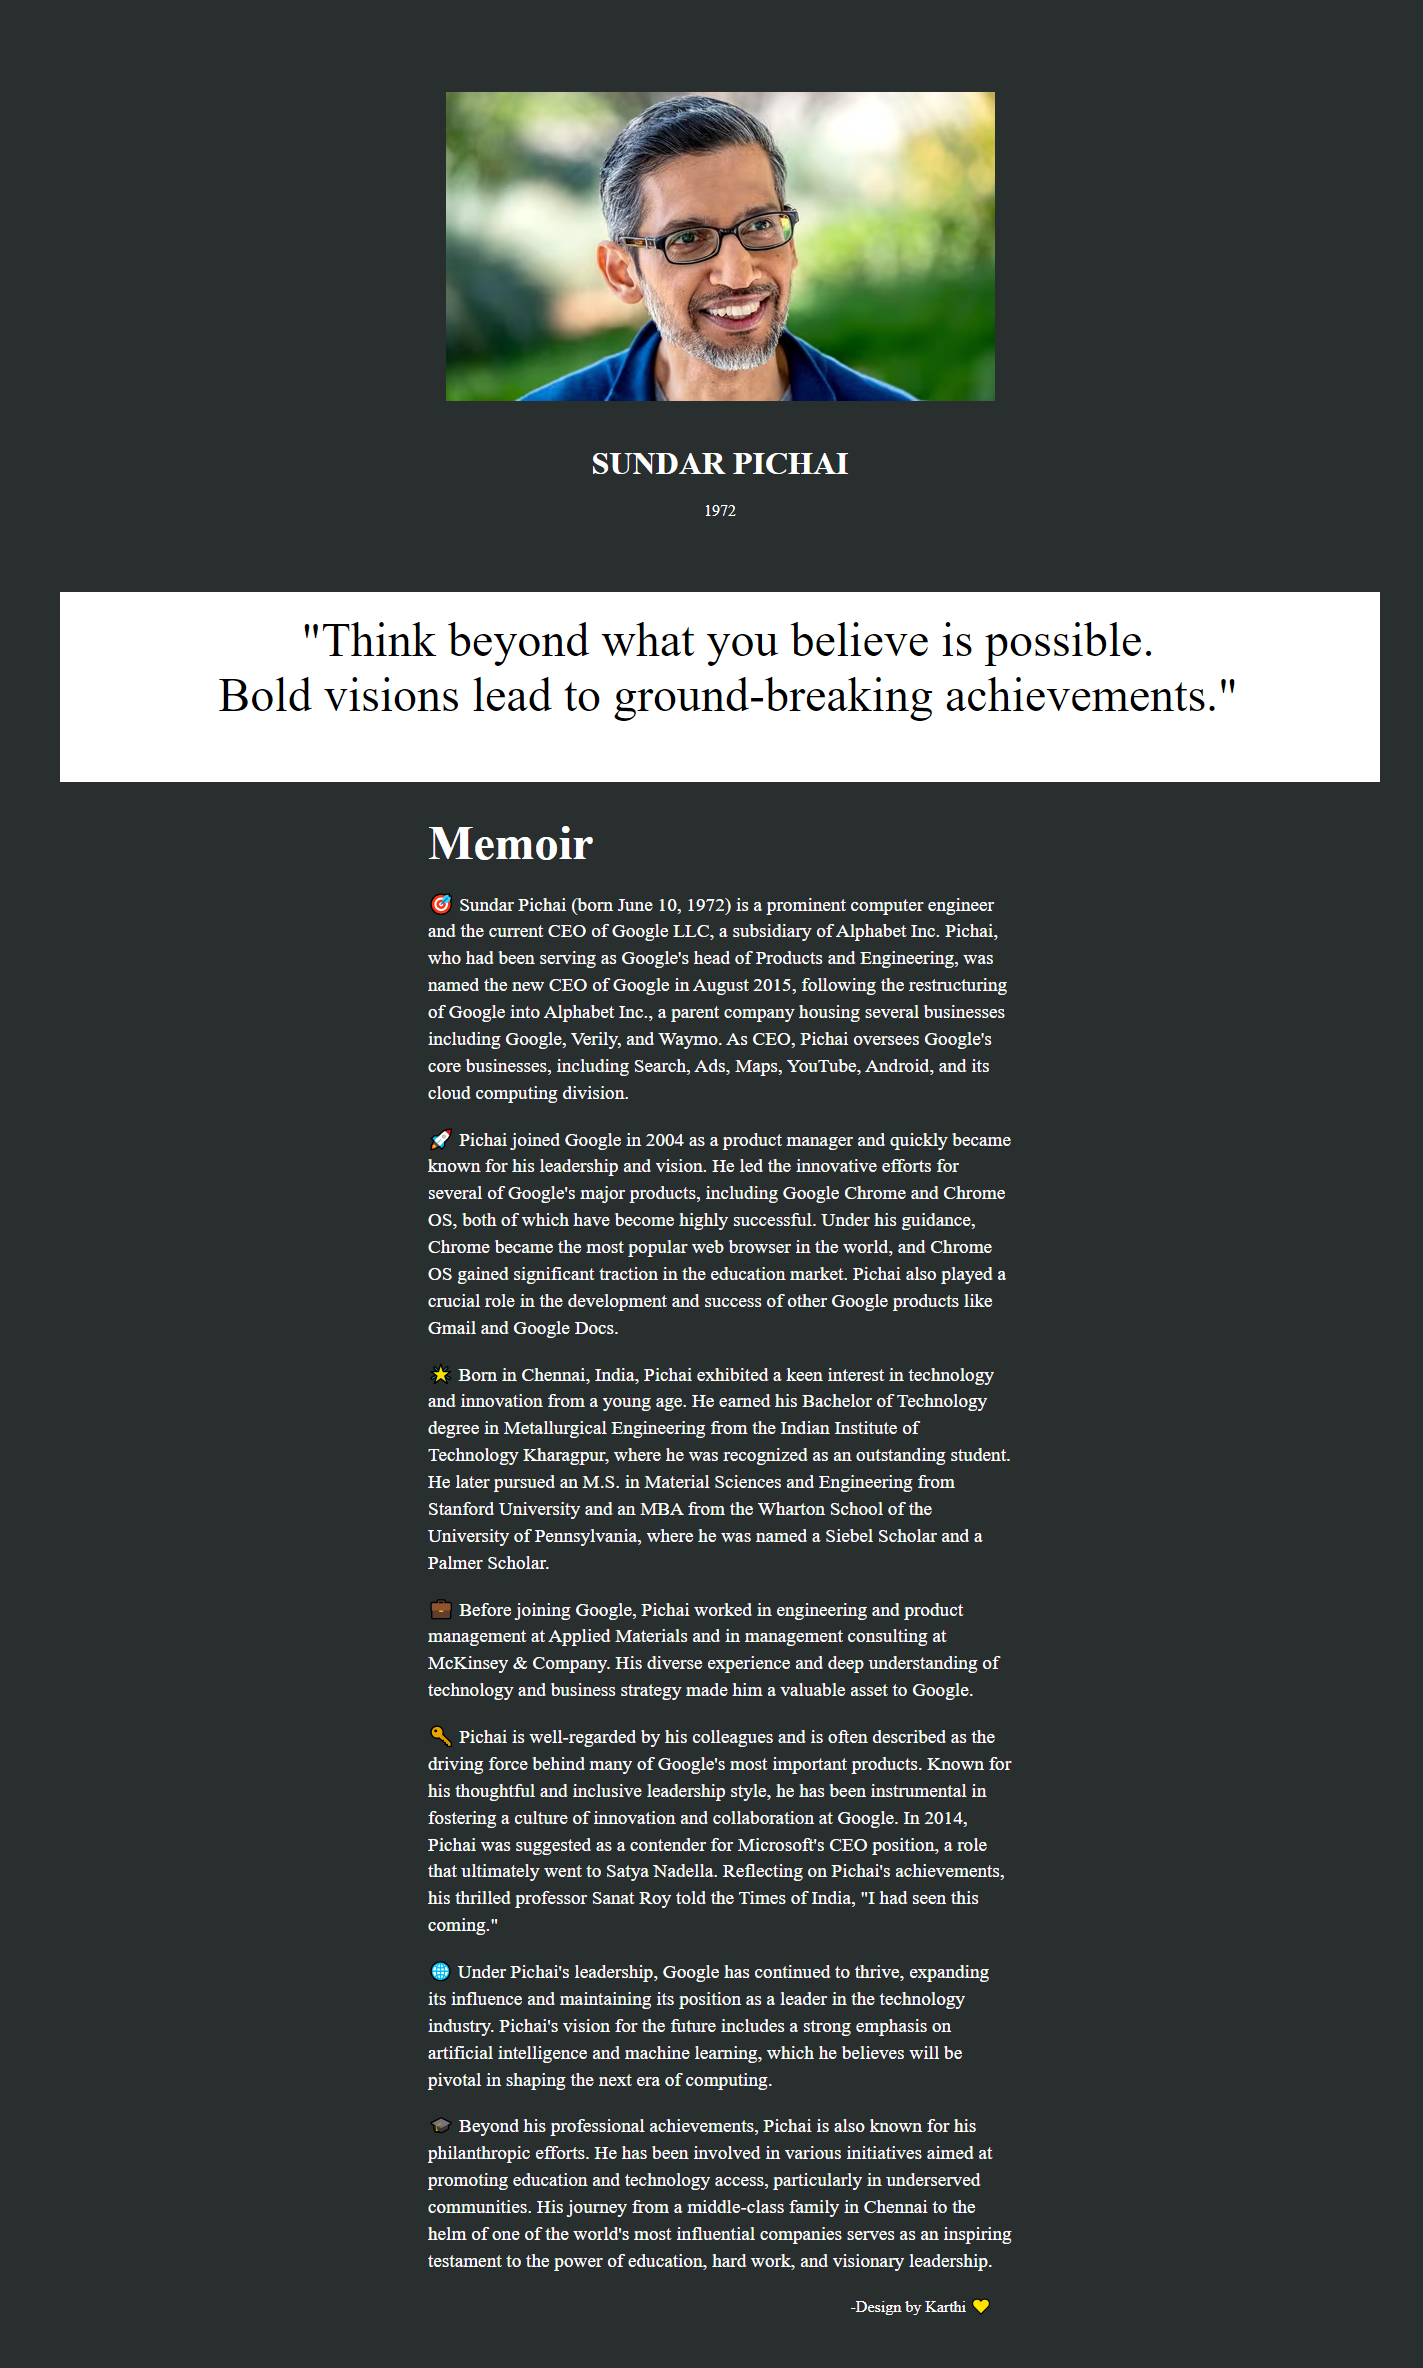 SUNDAR PICHAI
1972
"Think beyond what you believe is possible.
Bold visions lead to ground-breaking achievements."
Memoir
🎯 Sundar Pichai (born June 10, 1972) is a prominent computer engineer
and the current CEO of Google LLC, a subsidiary of Alphabet Inc. Pichai,
who had been serving as Google's head of Products and Engineering, was
named the new CEO of Google in August 2015, following the restructuring
of Google into Alphabet Inc., a parent company housing several businesses
including Google, Verily, and Waymo. As CEO, Pichai oversees Google's
core businesses, including Search, Ads, Maps, YouTube, Android, and its
cloud computing division.
🚀 Pichai joined Google in 2004 as a product manager and quickly became
known for his leadership and vision. He led the innovative efforts for
several of Google's major products, including Google Chrome and Chrome
OS, both of which have become highly successful. Under his guidance,
Chrome became the most popular web browser in the world, and Chrome
OS gained significant traction in the education market. Pichai also played a
crucial role in the development and success of other Google products like
Gmail and Google Docs.
🌟 Born in Chennai, India, Pichai exhibited a keen interest in technology
and innovation from a young age. He earned his Bachelor of Technology
degree in Metallurgical Engineering from the Indian Institute of
Technology Kharagpur, where he was recognized as an outstanding student.
He later pursued an M.S. in Material Sciences and Engineering from
Stanford University and an MBA from the Wharton School of the
University of Pennsylvania, where he was named a Siebel Scholar and a
Palmer Scholar.
💼 Before joining Google, Pichai worked in engineering and product
management at Applied Materials and in management consulting at
McKinsey & Company. His diverse experience and deep understanding of
technology and business strategy made him a valuable asset to Google.
🔑 Pichai is well-regarded by his colleagues and is often described as the
driving force behind many of Google's most important products. Known for
his thoughtful and inclusive leadership style, he has been instrumental in
fostering a culture of innovation and collaboration at Google. In 2014,
Pichai was suggested as a contender for Microsoft's CEO position, a role
that ultimately went to Satya Nadella. Reflecting on Pichai's achievements,
his thrilled professor Sanat Roy told the Times of India, "I had seen this
coming."
🌐 Under Pichai's leadership, Google has continued to thrive, expanding
its influence and maintaining its position as a leader in the technology
industry. Pichai's vision for the future includes a strong emphasis on
artificial intelligence and machine learning, which he believes will be
pivotal in shaping the next era of computing.
🎓 Beyond his professional achievements, Pichai is also known for his
philanthropic efforts. He has been involved in various initiatives aimed at
promoting education and technology access, particularly in underserved
communities. His journey from a middle-class family in Chennai to the
helm of one of the world's most influential companies serves as an inspiring
testament to the power of education, hard work, and visionary leadership.
-Design by Karthi 💛